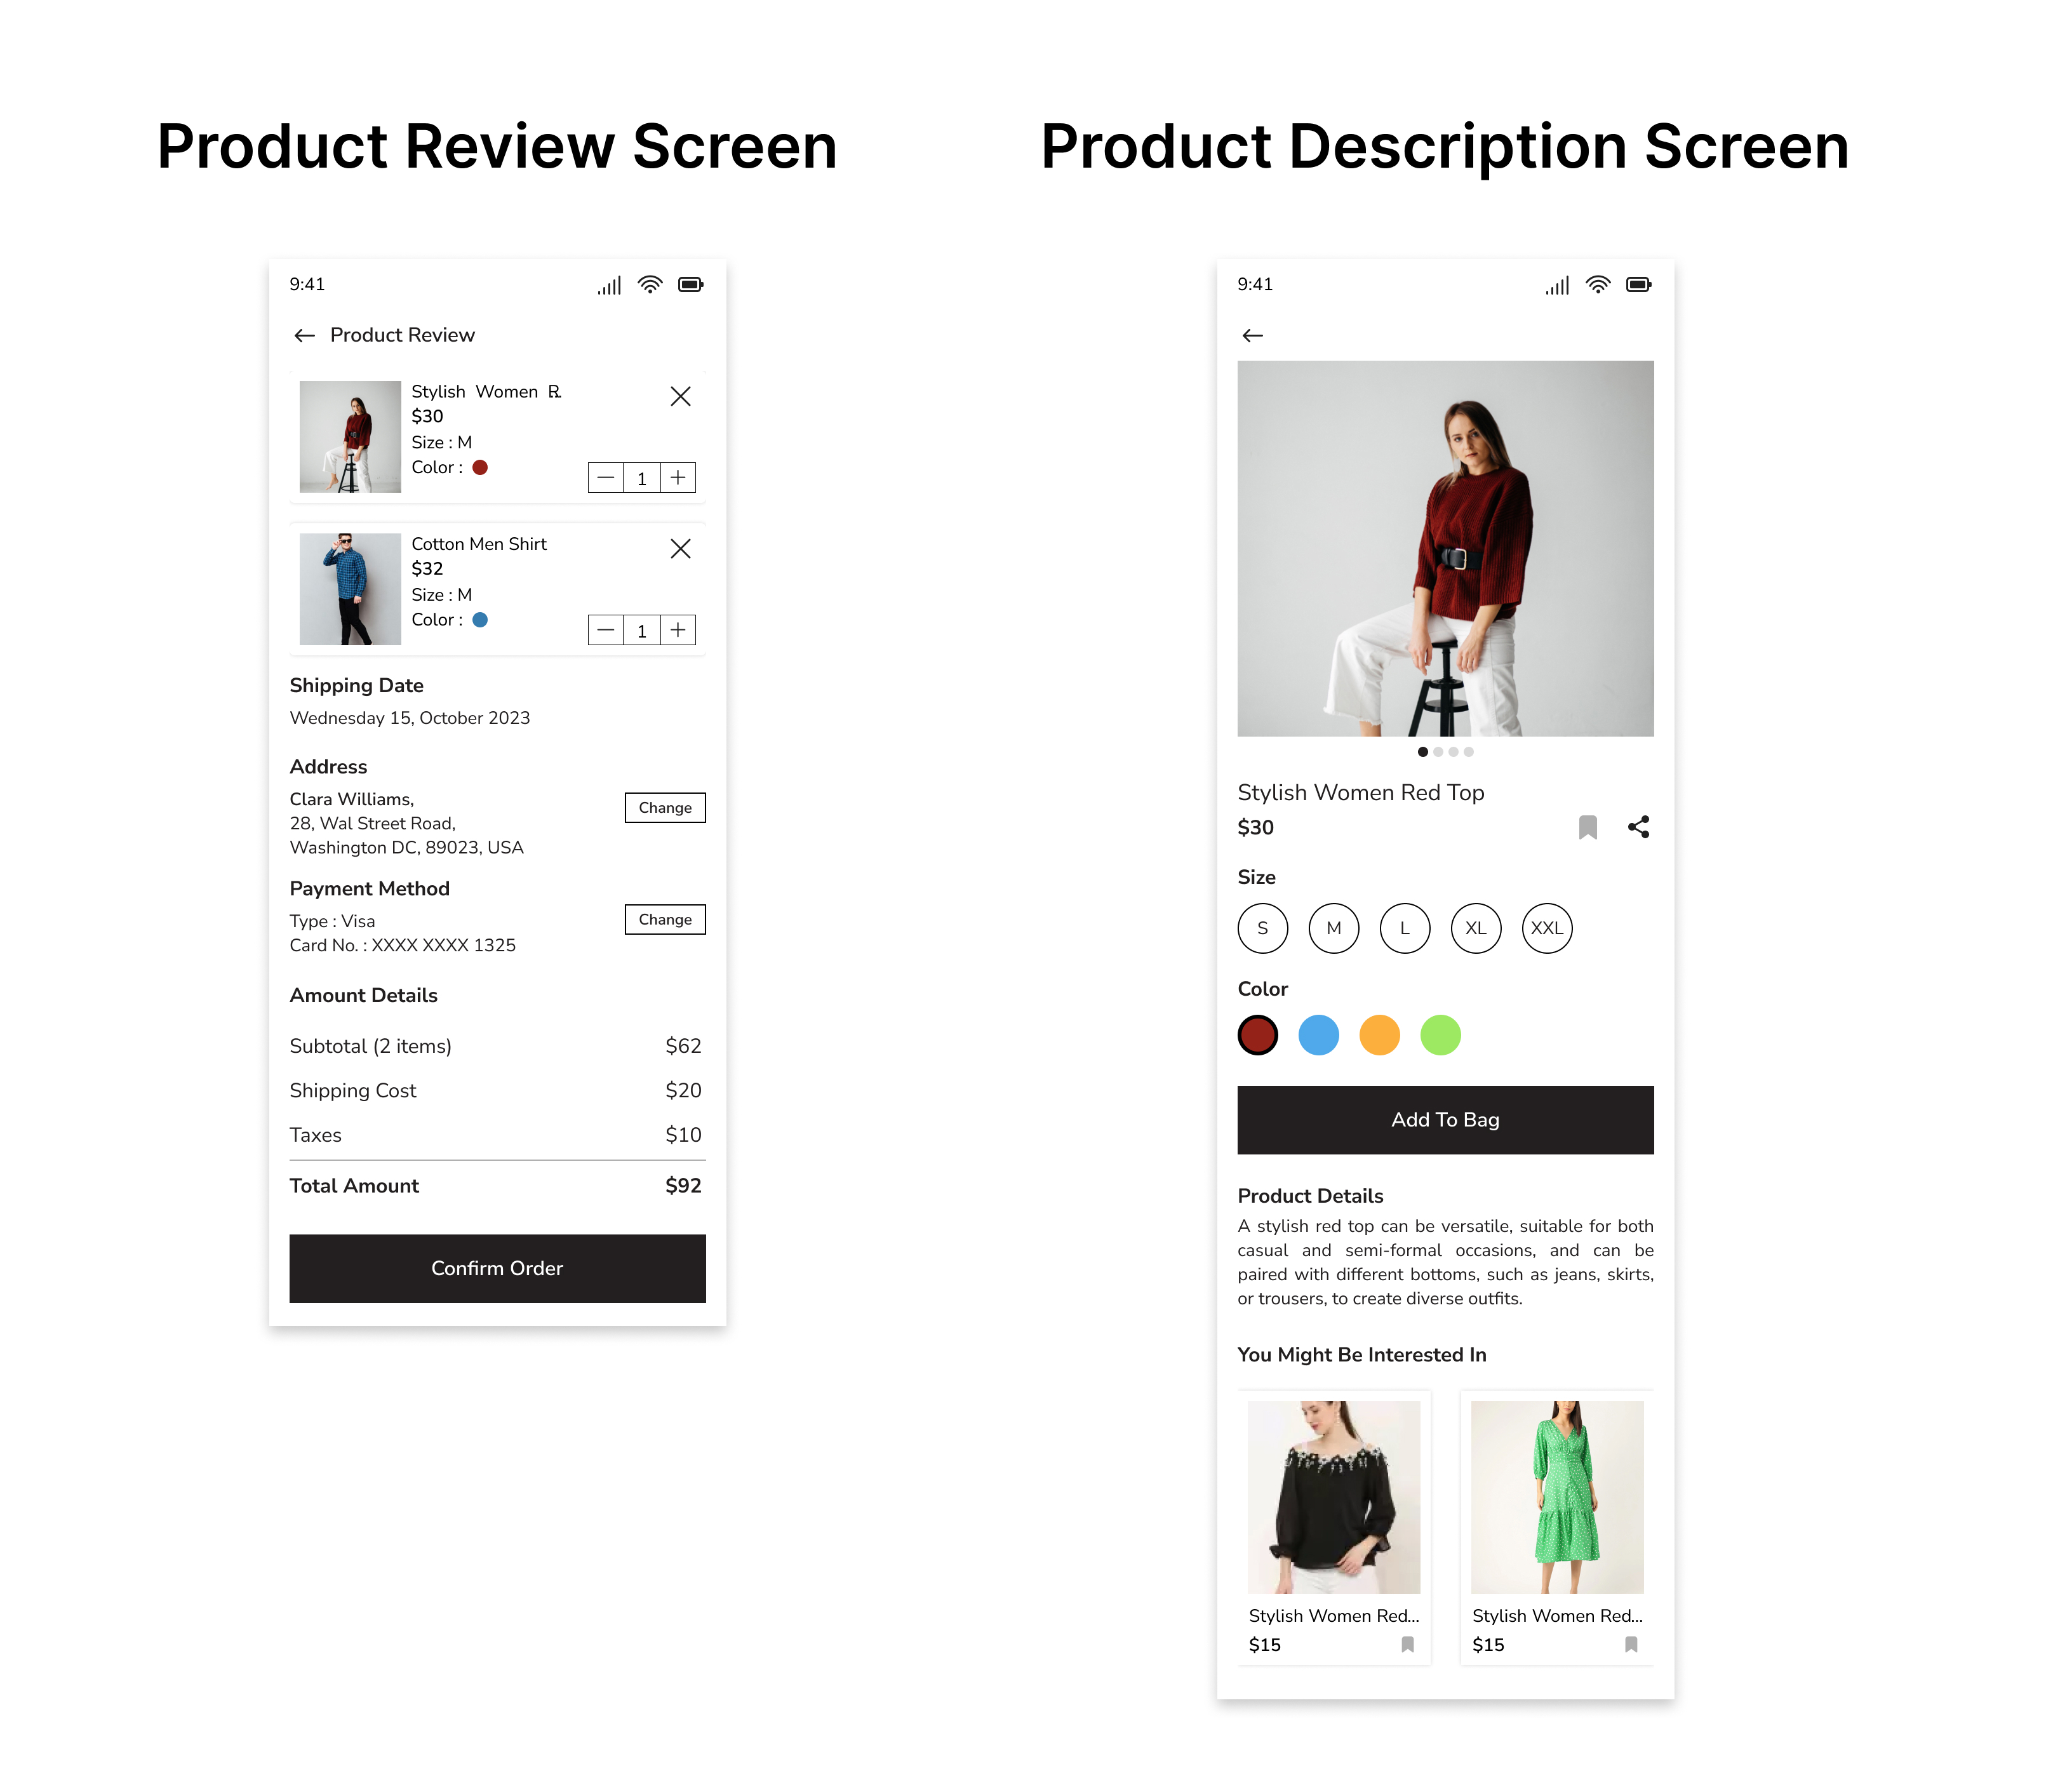 Product Review Screen
9:41
Product Review
Stylish Women R.
$30
Size : M
Color :
1
Cotton Men Shirt
$32
Size : M
Color :
1
Shipping Date
Wednesday 15, October 2023
Address
Clara Williams,
28, Wal Street Road,
Washington DC, 89023, USA
Change
Payment Method
Type : Visa
Card No. : XXXX XXXX 1325
Change
Amount Details
Subtotal (2 items) $62
Shipping Cost $20
Taxes $10
Total Amount $92
Confirm Order
Product Description Screen
9:41
Stylish Women Red Top
$30
Size
S M L XL XXL
Color
Add To Bag
Product Details
A stylish red top can be versatile, suitable for both
casual and semi-formal occasions, and can be
paired with different bottoms, such as jeans, skirts,
or trousers, to create diverse outfits.
You Might Be Interested In
Stylish Women Red...
$15
Stylish Women Red...
$15